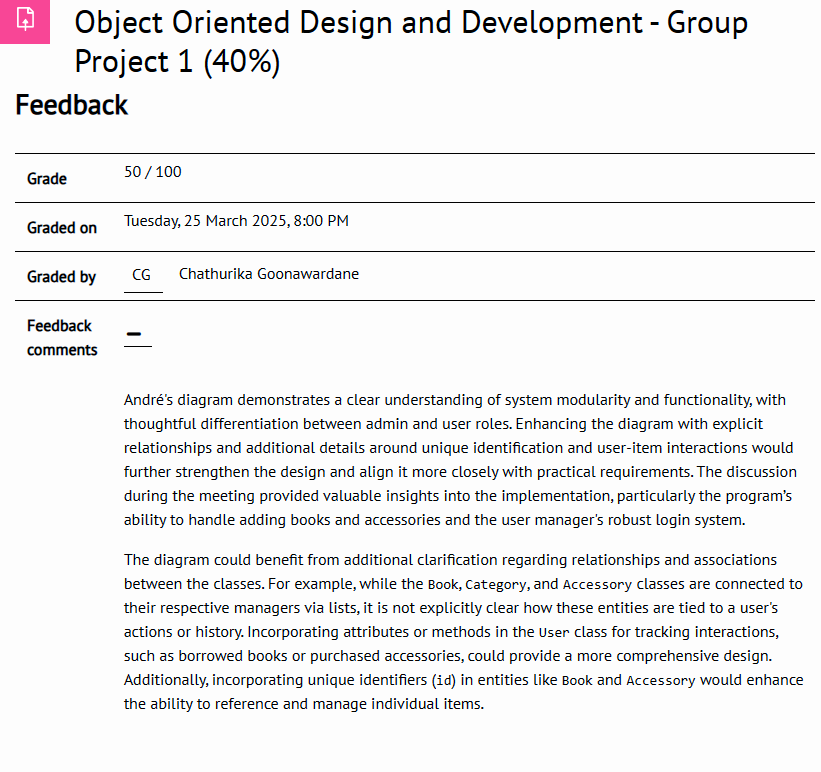 Object Oriented Design and Development - Group
Project 1 (40%)
Feedback
Grade
50 / 100
Graded on
Tuesday, 25 March 2025, 8:00 PM
Graded by
CG Chathurika Goonawardane
Feedback
comments
André's diagram demonstrates a clear understanding of system modularity and functionality, with
thoughtful differentiation between admin and user roles. Enhancing the diagram with explicit
relationships and additional details around unique identification and user-item interactions would
further strengthen the design and align it more closely with practical requirements. The discussion
during the meeting provided valuable insights into the implementation, particularly the program's
ability to handle adding books and accessories and the user manager's robust login system.
The diagram could benefit from additional clarification regarding relationships and associations
between the classes. For example, while the Book, Category, and Accessory classes are connected to
their respective managers via lists, it is not explicitly clear how these entities are tied to a user's
actions or history. Incorporating attributes or methods in the User class for tracking interactions,
such as borrowed books or purchased accessories, could provide a more comprehensive design.
Additionally, incorporating unique identifiers (id) in entities like Book and Accessory would enhance
the ability to reference and manage individual items.